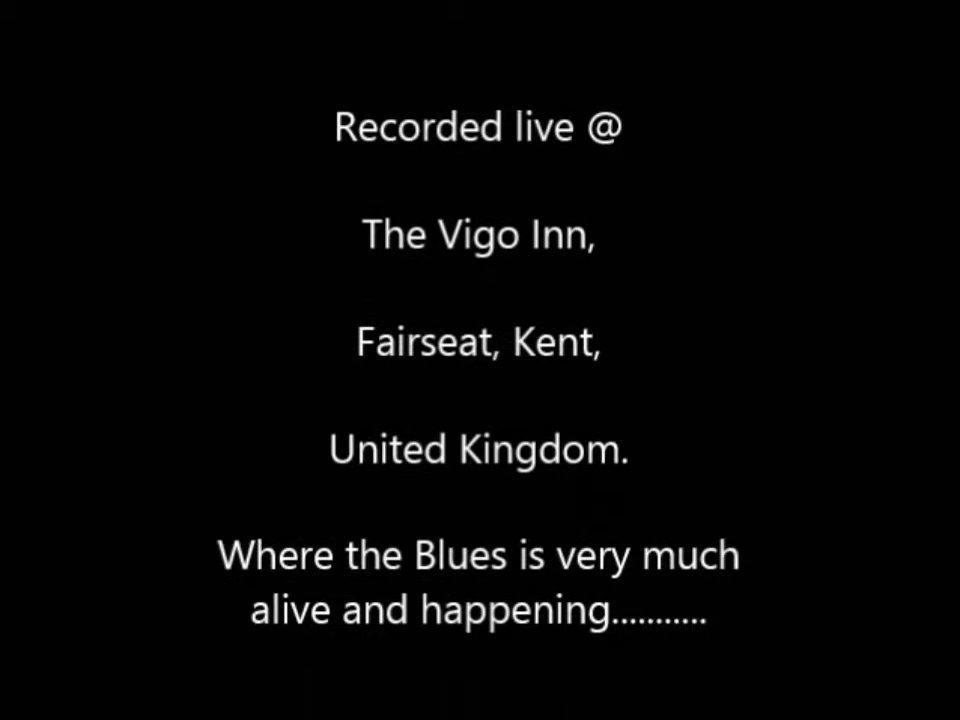 Recorded live @
The Vigo Inn,
Fairseat, Kent,
United Kingdom.
Where the Blues is very much
alive and happening...........